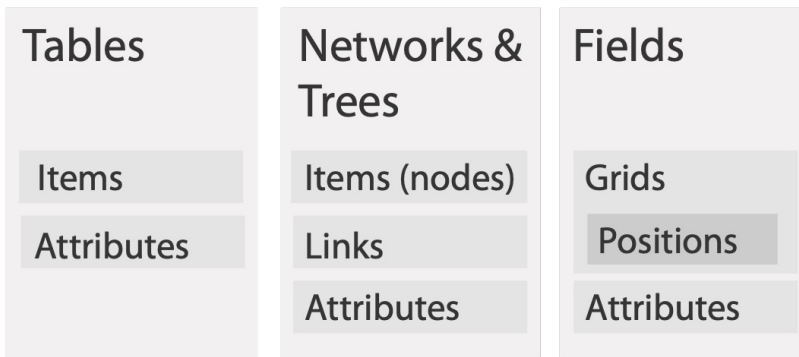 Tables
Items
Attributes
Networks &
Trees
Items (nodes)
Links
Attributes
Fields
Grids
Positions
Attributes